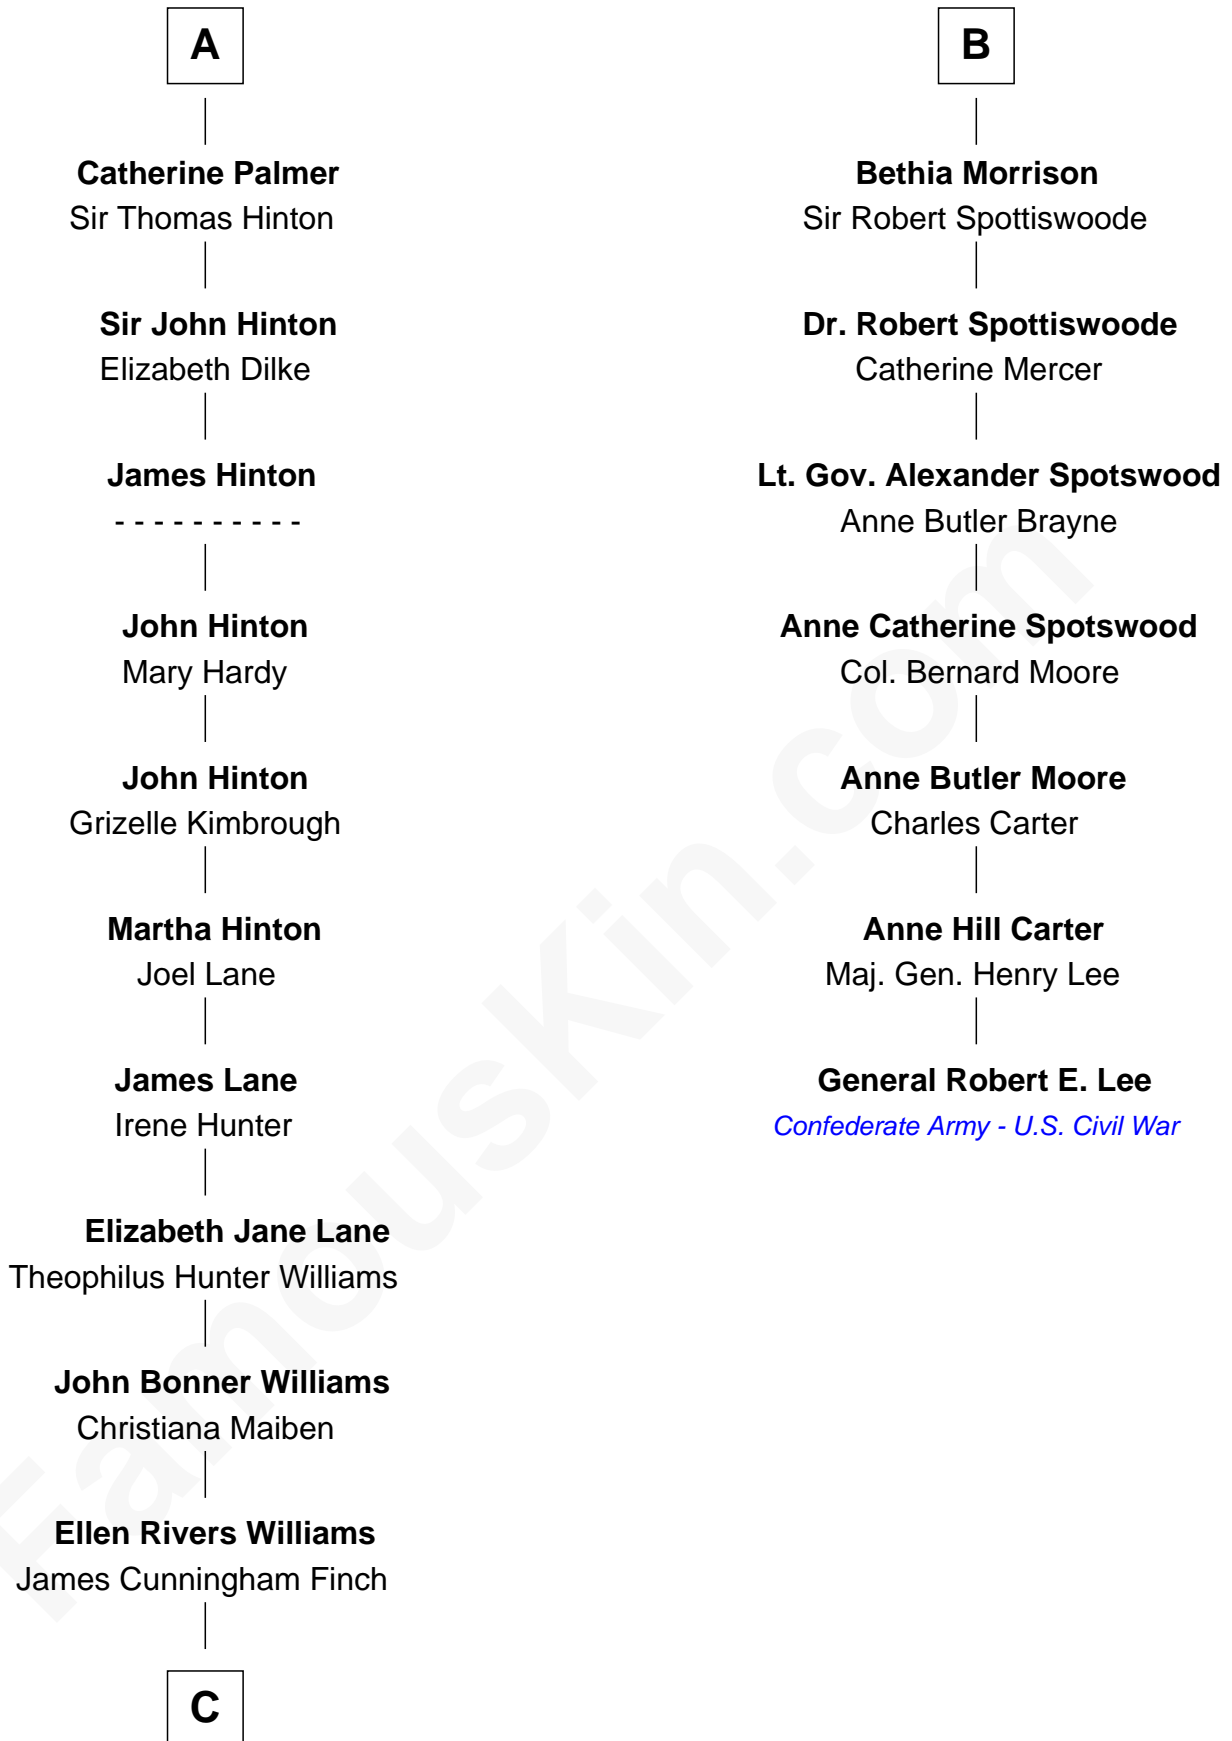 A
Catherine Palmer
Sir Thomas Hinton
Sir John Hinton
Elizabeth Dilke
James Hinton
- - - - - - - - - -
John Hinton
Mary Hardy
John Hinton
Grizelle Kimbrough
Martha Hinton
Joel Lane
James Lane
Irene Hunter
Elizabeth Jane Lane
Theophilus Hunter Williams
John Bonner Williams
Christiana Maiben
Ellen Rivers Williams
James Cunningham Finch
C
B
Bethia Morrison
Sir Robert Spottiswoode
Dr. Robert Spottiswoode
Catherine Mercer
Lt. Gov. Alexander Spotswood
Anne Butler Brayne
Anne Catherine Spotswood
Col. Bernard Moore
Anne Butler Moore
Charles Carter
Anne Hill Carter
Maj. Gen. Henry Lee
General Robert E. Lee
Confederate Army - U.S. Civil War
FamousKin.com